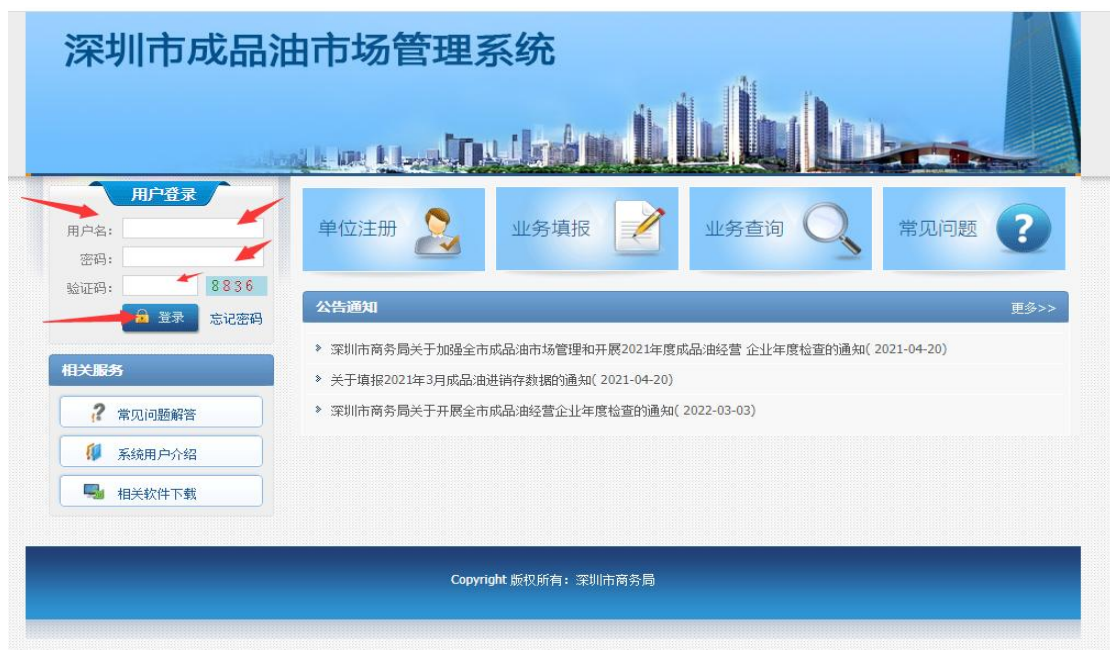 深圳市成品油市场管理系统
用户登录
用户名：
密码：
验证码： 8836
登录 忘记密码
单位注册 业务填报 业务查询 常见问题 ?
公告通知 更多>>
深圳市商务局关于加强全市成品油市场管理和开展2021年度成品油经营 企业年度检查的通知( 2021-04-20)
关于填报2021年3月成品油进销存数据的通知( 2021-04-20)
深圳市商务局关于开展全市成品油经营企业年度检查的通知( 2022-03-03)
相关服务
? 常见问题解答
系统用户介绍
相关软件下载
Copyright 版权所有：深圳市商务局